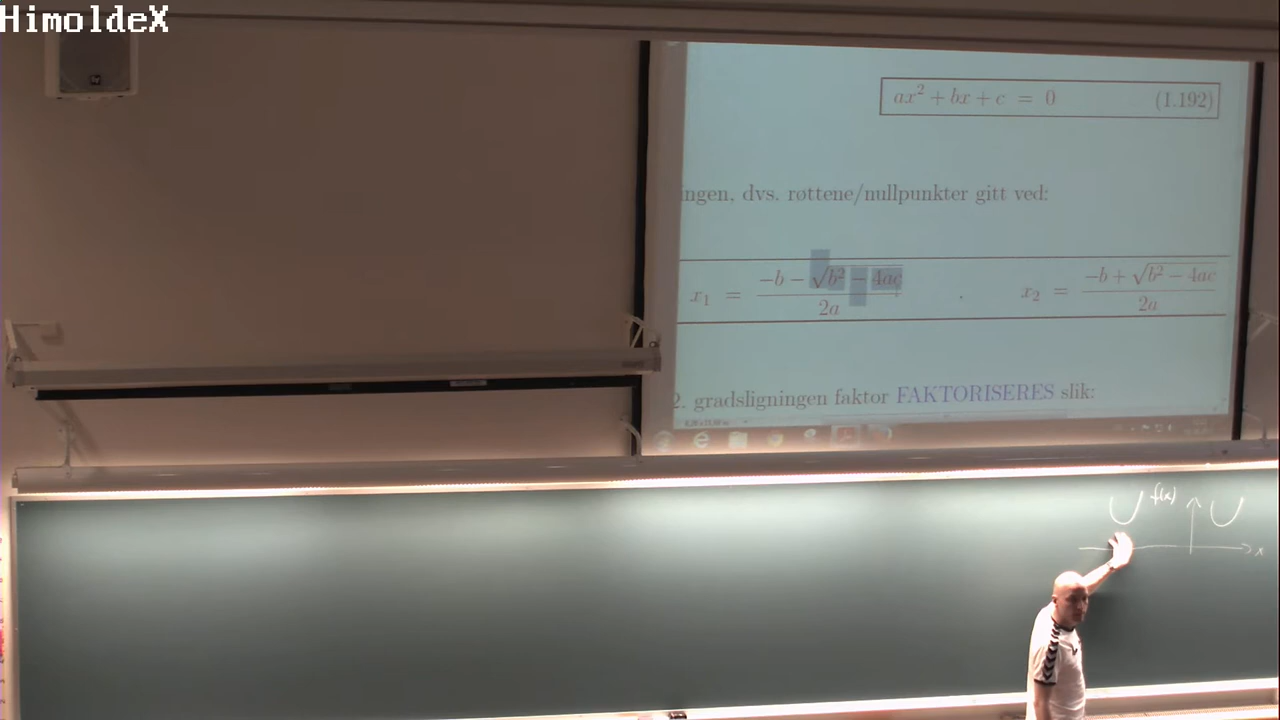 HimoldeX
ax² + bx + c = 0 (1.192)
ingen, dvs. røttene/nullpunkter gitt ved:
x₁ = (-b - √(b² - 4ac))/(2a) . x₂ = (-b + √(b² - 4ac))/(2a)
2. gradsligningen faktor FAKTORISERES slik:
f(x)
x